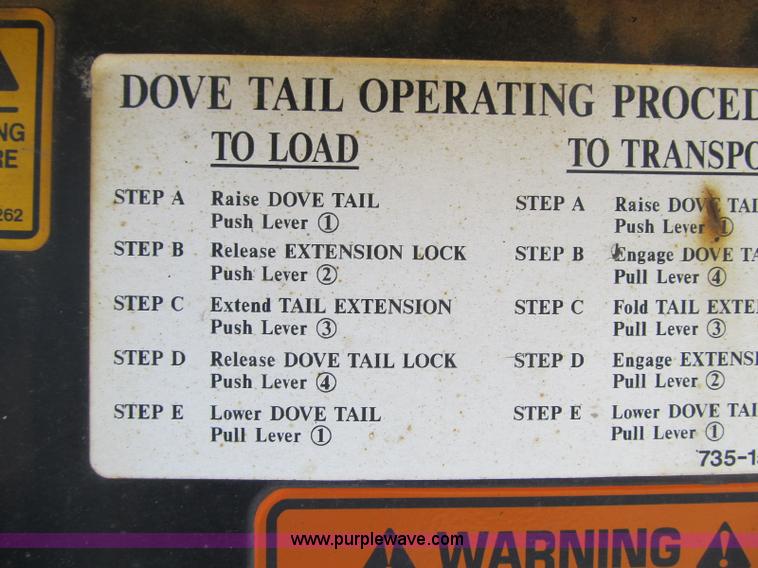 NG
RE
262
DOVE TAIL OPERATING PROCED
TO LOAD
STEP A Raise DOVE TAIL
Push Lever ①
STEP B Release EXTENSION LOCK
Push Lever ②
STEP C Extend TAIL EXTENSION
Push Lever ③
STEP D Release DOVE TAIL LOCK
Push Lever ④
STEP E Lower DOVE TAIL
Pull Lever ①
TO TRANSPO
STEP A Raise DOVE TAI
Push Lever ①
STEP B Engage DOVE TA
Pull Lever ④
STEP C Fold TAIL EXTE
Pull Lever ③
STEP D Engage EXTENSI
Pull Lever ②
STEP E Lower DOVE TAI
Pull Lever ①
735-1
WARNING
www.purplewave.com